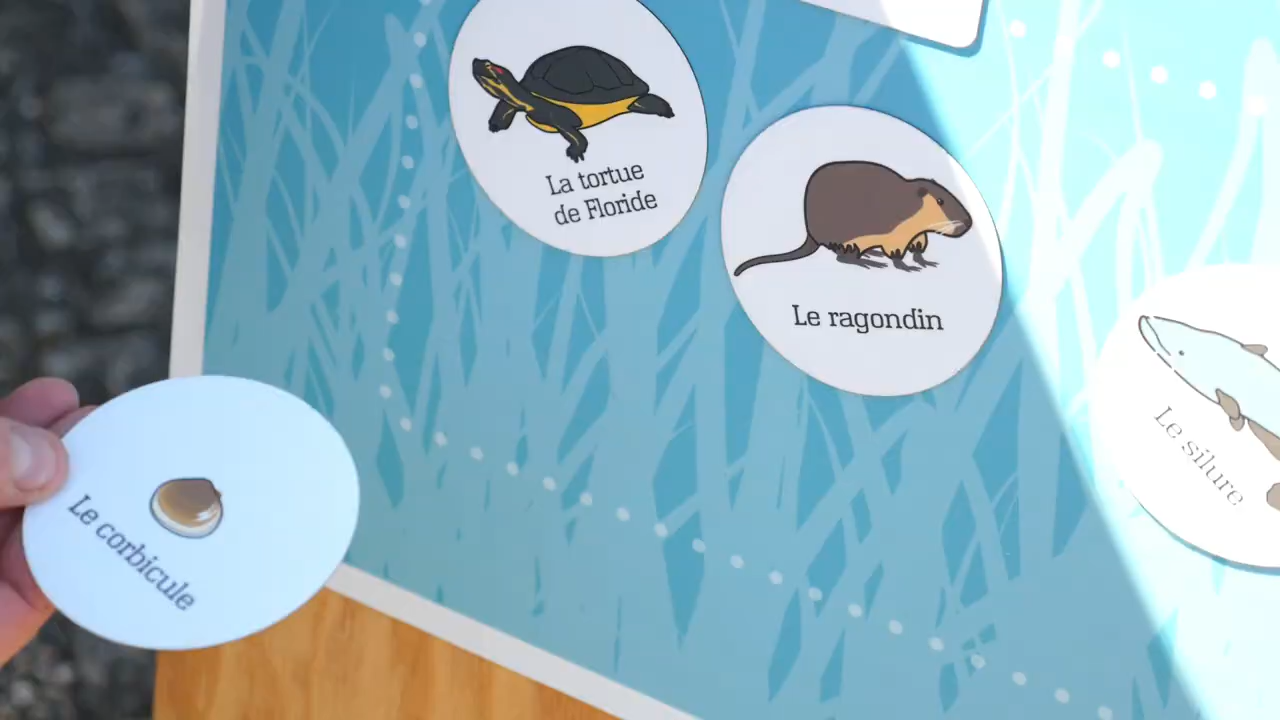 La tortue
de Floride
Le ragondin
Le silure
Le corbicule